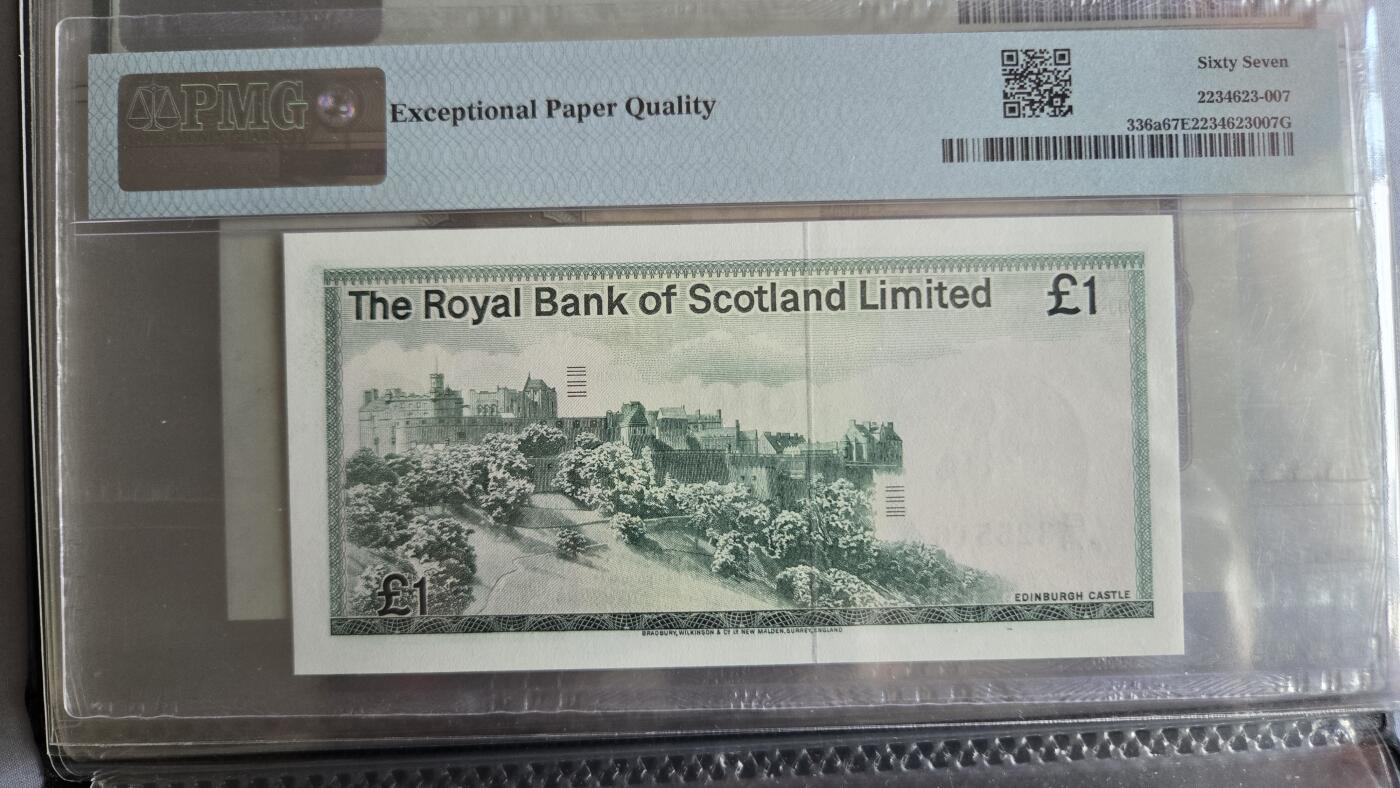 PMG
Exceptional Paper Quality
Sixty Seven
2234623-007
336a67E2234623007G
The Royal Bank of Scotland Limited
£1
£1
EDINBURGH CASTLE
BRADBURY, WILKINSON & Cº Lᴰ NEW MALDEN, SURREY, ENGLAND